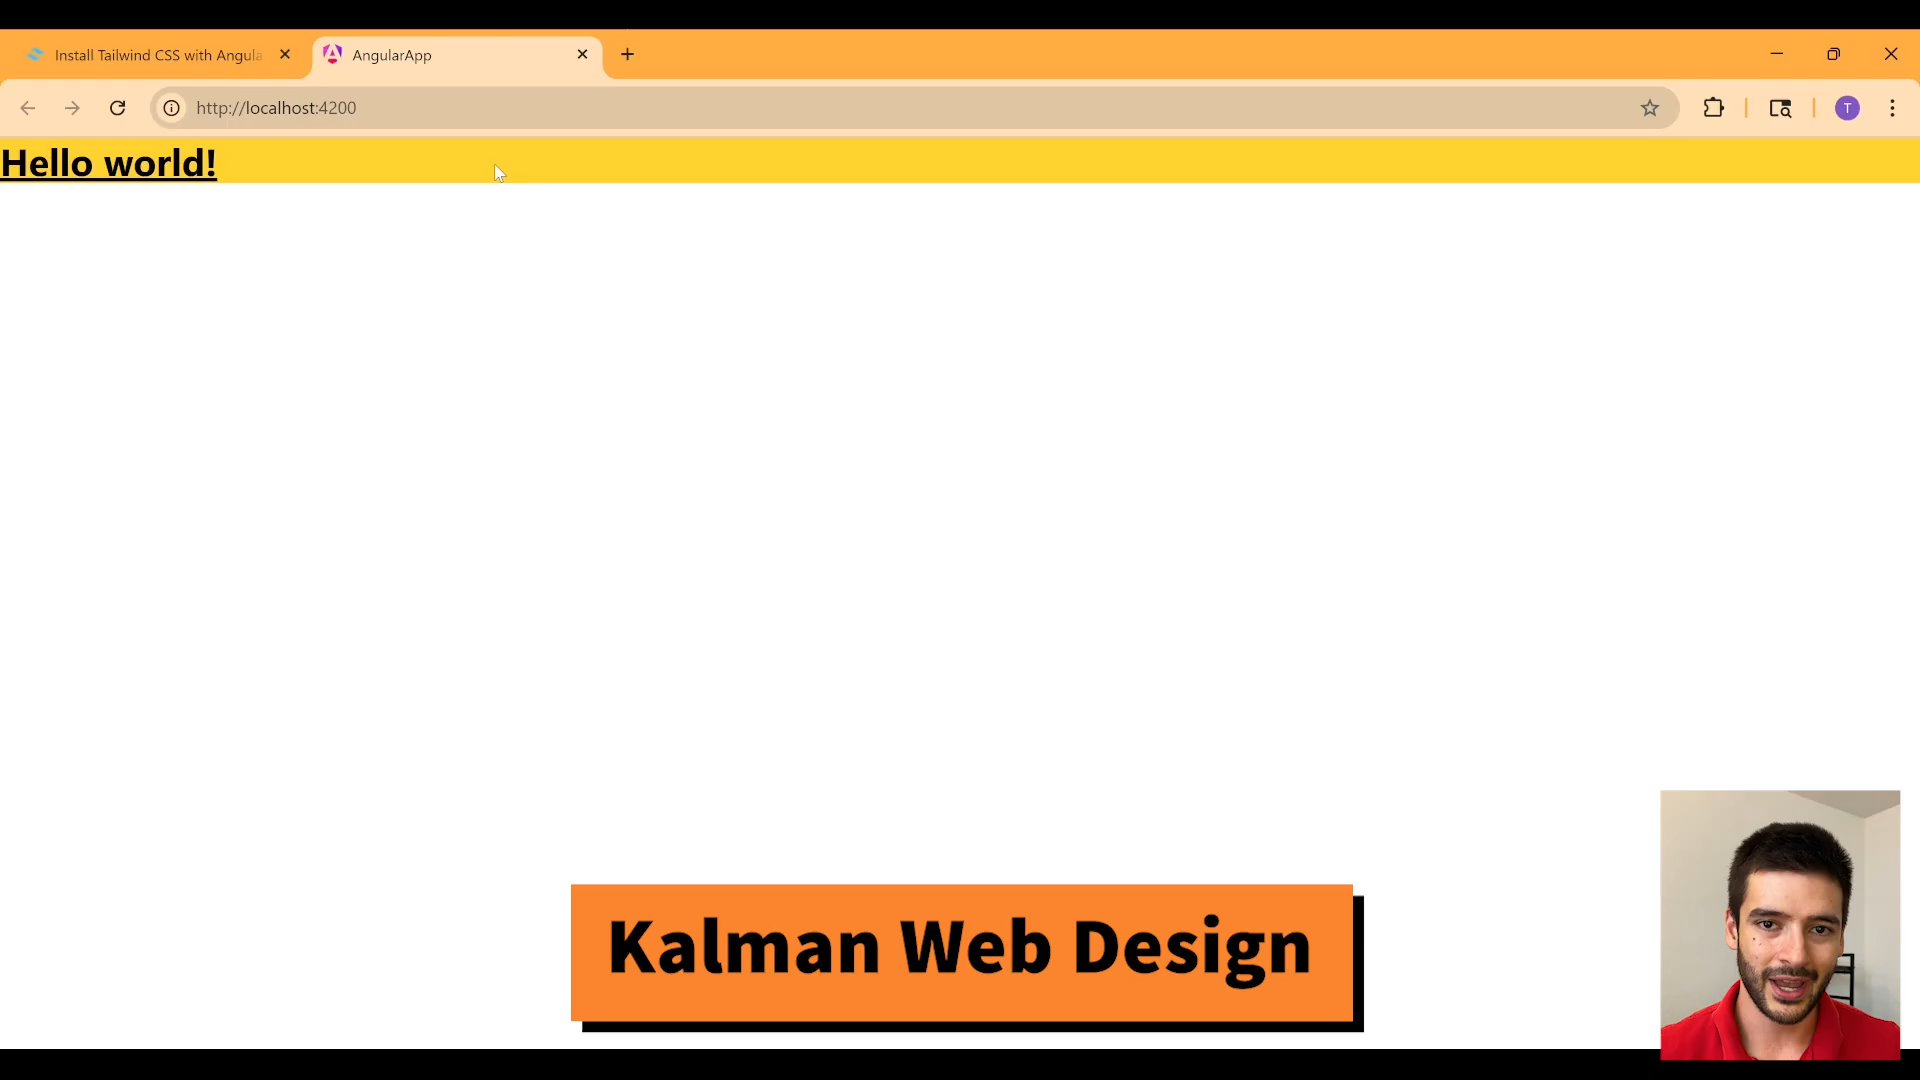 Install Tailwind CSS with Angula
AngularApp
http://localhost:4200
T
Hello world!
Kalman Web Design